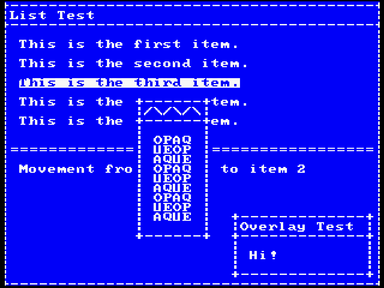 List Test
This is the first item.
This is the second item.
This is the third item.
This is the tem.
This is the em.
OPAQ
UEOP
AQUE
OPAQ
UEOP
AQUE
OPAQ
UEOP
AQUE
Movement fro to item 2
Overlay Test
Hi!